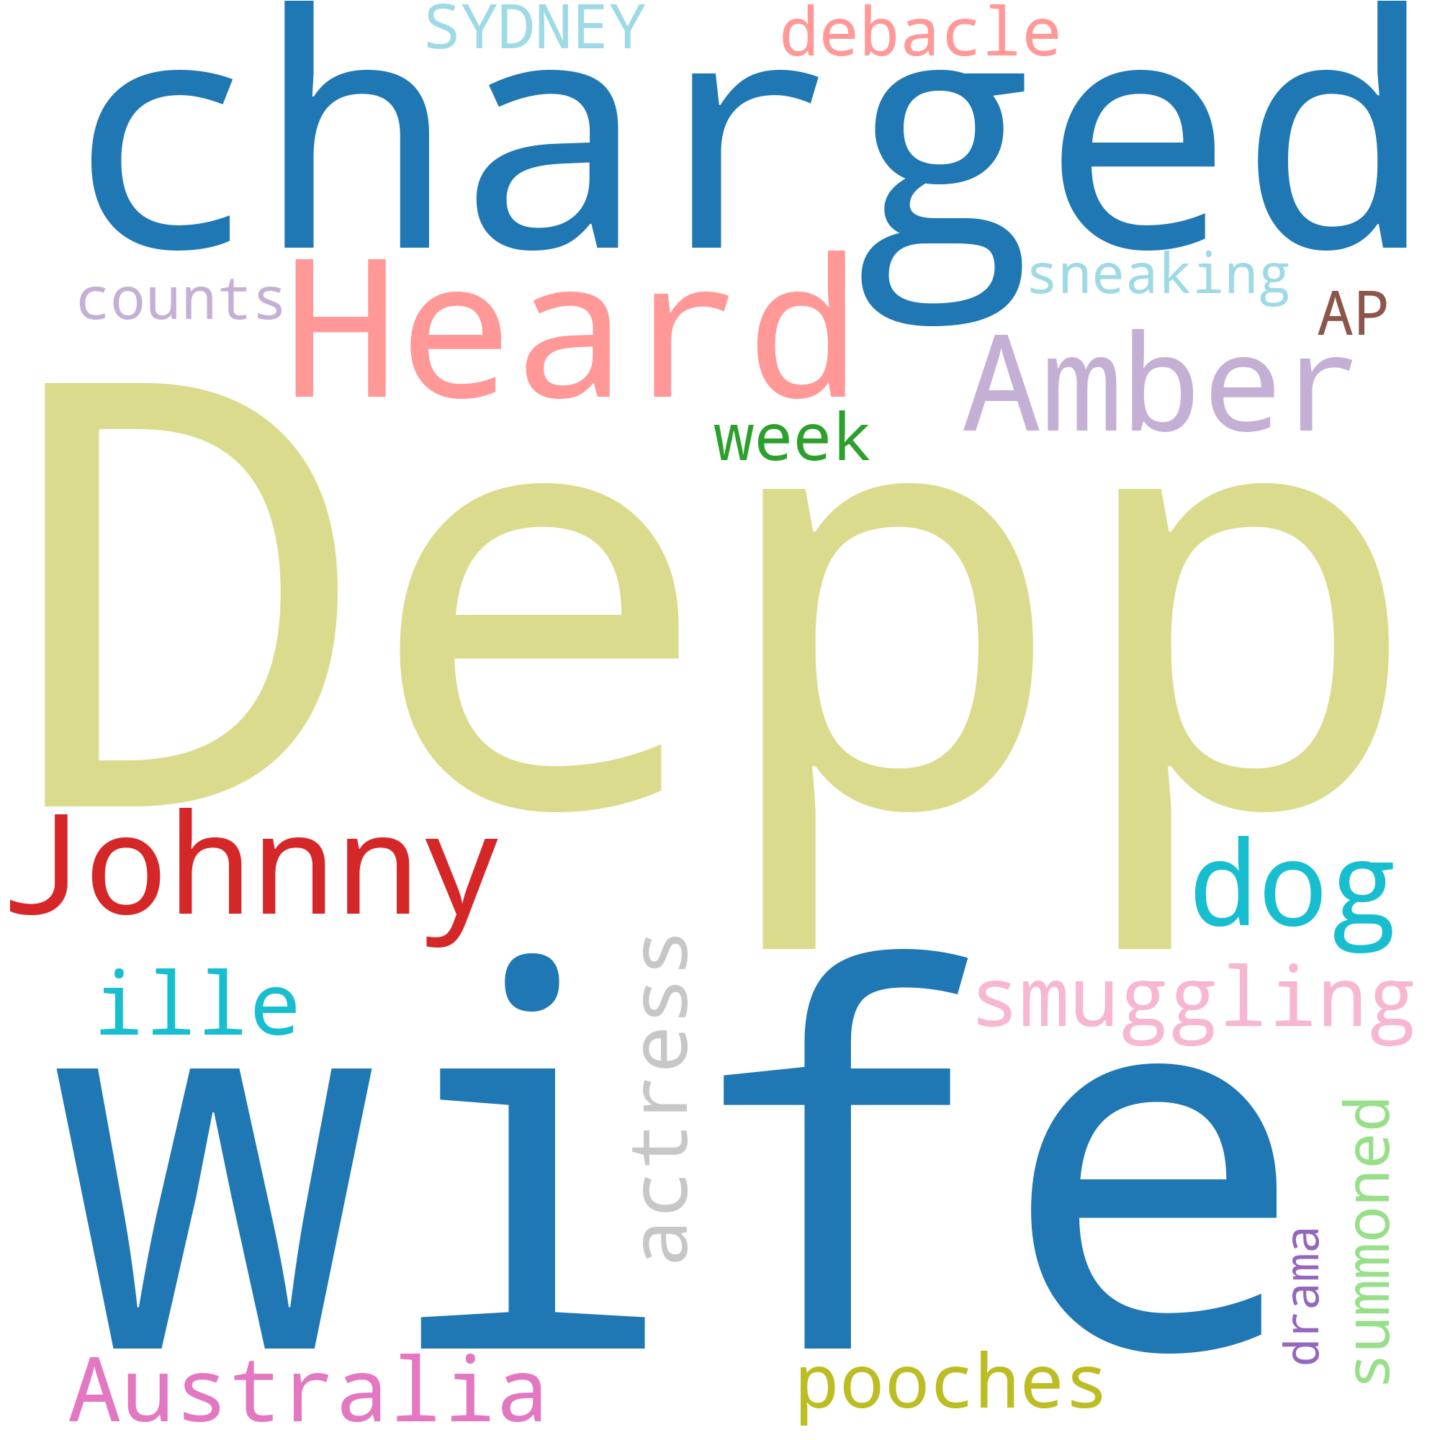 SYDNEY
debacle
charged
counts
Heard
sneaking
AP
Amber
week
Depp
Johnny
dog
ille
actress
smuggling
wife
summoned
drama
Australia
pooches